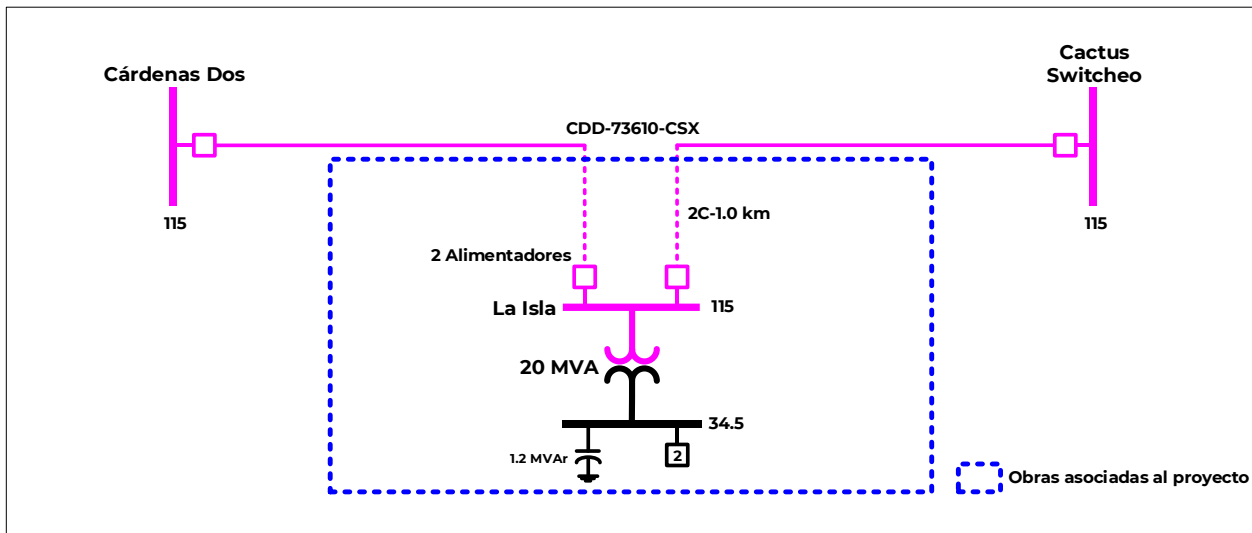 Cárdenas Dos
Cactus
Switcheo
CDD-73610-CSX
115
115
2C-1.0 km
2 Alimentadores
La Isla
115
20 MVA
34.5
1.2 MVAr
2
Obras asociadas al proyecto